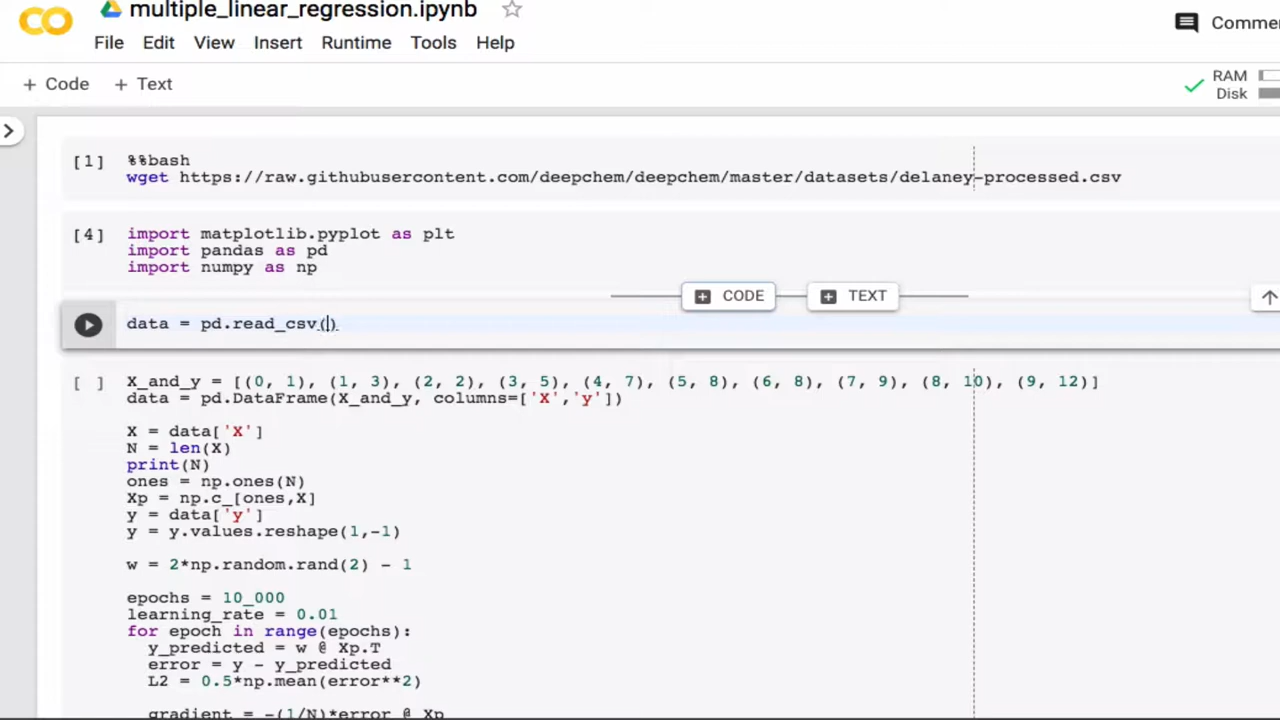 multiple_linear_regression.ipynb
File Edit View Insert Runtime Tools Help
+ Code + Text
RAM
Disk
[1] %%bash
wget https://raw.githubusercontent.com/deepchem/deepchem/master/datasets/delaney-processed.csv
[4] import matplotlib.pyplot as plt
import pandas as pd
import numpy as np
CODE TEXT
data = pd.read_csv()
[ ] X_and_y = [(0, 1), (1, 3), (2, 2), (3, 5), (4, 7), (5, 8), (6, 8), (7, 9), (8, 10), (9, 12)]
data = pd.DataFrame(X_and_y, columns=['X','y'])
X = data['X']
N = len(X)
print(N)
ones = np.ones(N)
Xp = np.c_[ones,X]
y = data['y']
y = y.values.reshape(1,-1)
w = 2*np.random.rand(2) - 1
epochs = 10_000
learning_rate = 0.01
for epoch in range(epochs):
y_predicted = w @ Xp.T
error = y - y_predicted
L2 = 0.5*np.mean(error**2)
gradient = -(1/N)*error @ Xp